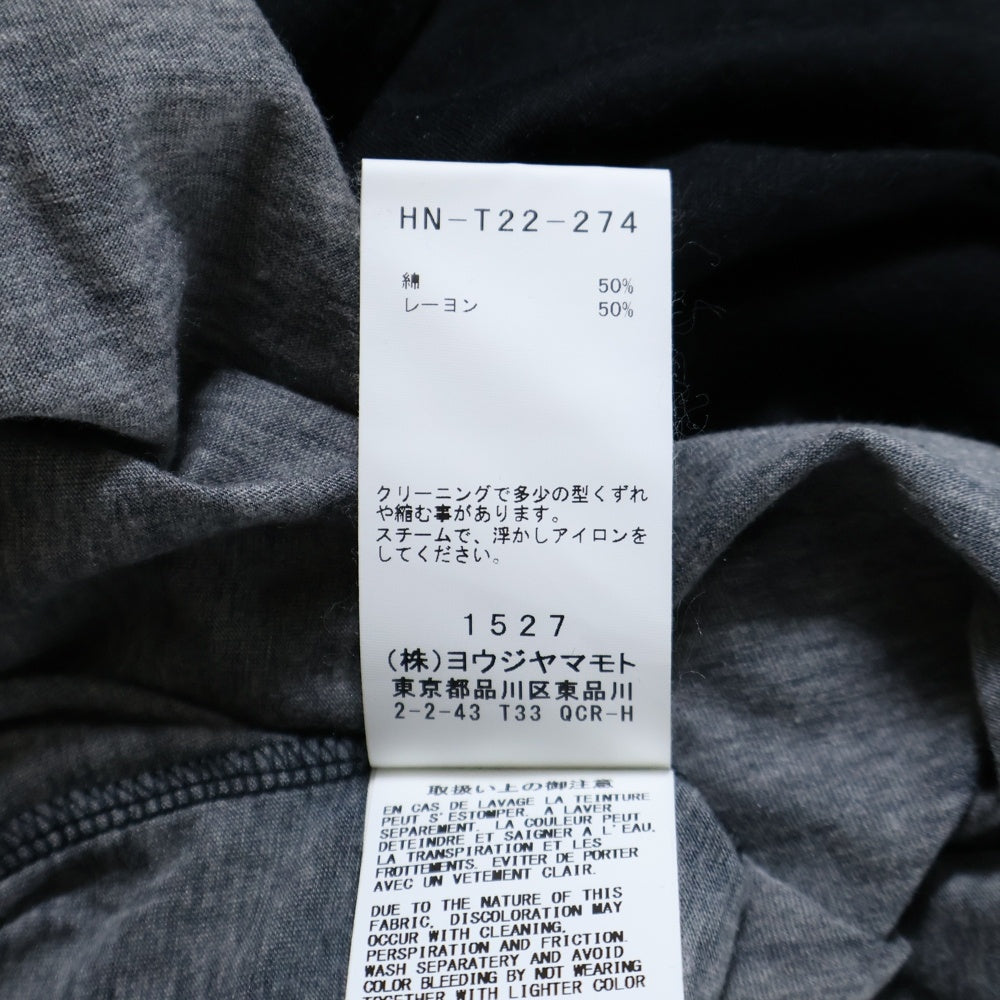 HN-T22-274
綿 50%
レーヨン 50%
クリーニングで多少の型くずれ
や縮む事があります。
スチームで、浮かしアイロンを
してください。
1527
(株)ヨウジヤマモト
東京都品川区東品川
2-2-43 T33 QCR-H
取扱い上の御注意
EN CAS DE LAVAGE LA TEINTURE
PEUT S'ESTOMPER. A LAVER
SEPAREMENT. LA COULEUR PEUT
DETEINDRE ET SAIGNER A L'EAU.
LA TRANSPIRATION ET LES
FROTTEMENTS. EVITER DE PORTER
AVEC UN VETEMENT CLAIR.
DUE TO THE NATURE OF THIS
FABRIC, DISCOLORATION MAY
OCCUR WITH CLEANING,
PERSPIRATION AND FRICTION.
WASH SEPARATERY AND AVOID
COLOR BLEEDING BY NOT WEARING
TOGETHER WITH LIGHTER COLOR